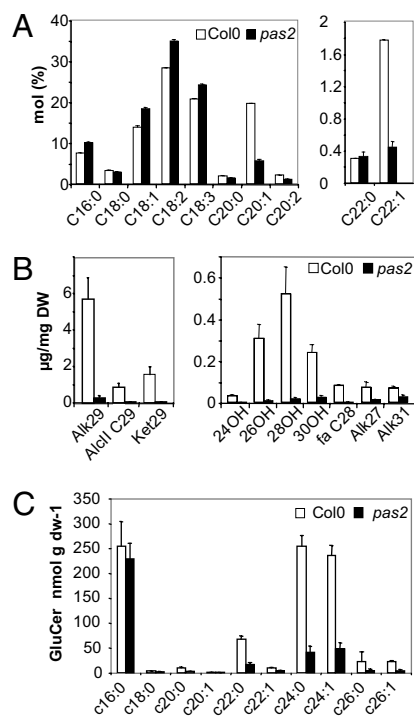 A
Col0 pas2
mol (%)
50
40
30
20
10
0
C16:0 C18:0 C18:1 C18:2 C18:3 C20:0 C20:1 C20:2
2
1.6
1.2
0.8
0.4
0
C22:0 C22:1
B
Col0 pas2
µg/mg DW
6
4
2
0
Alk29 AlcII C29 Ket29
0.6
0.4
0.2
0
24OH 26OH 28OH 30OH fa C28 Alk27 Alk31
C
Col0 pas2
GluCer nmol g dw-1
350
300
250
200
150
100
50
0
c16:0 c18:0 c20:0 c20:1 c22:0 c22:1 c24:0 c24:1 c26:0 c26:1